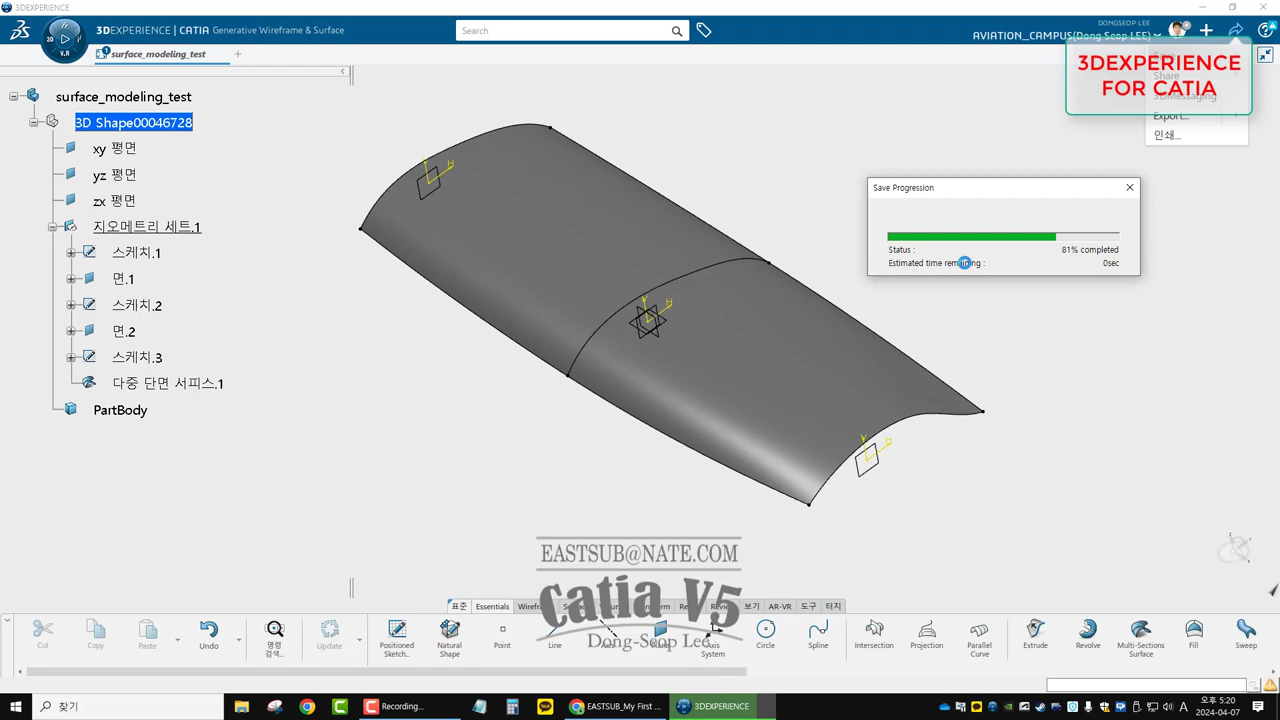 3DEXPERIENCE
3DEXPERIENCE | CATIA Generative Wireframe & Surface
Search
DONGSEOP LEE
AVIATION_CAMPUS(Dong Seop LEE)
surface_modeling_test
3DEXPERIENCE
FOR CATIA
Share
3DMessaging
Export...
인쇄...
surface_modeling_test
3D Shape00046728
xy 평면
yz 평면
zx 평면
지오메트리 세트.1
스케치.1
면.1
스케치.2
면.2
스케치.3
다중 단면 서피스.1
PartBody
Save Progression
Status :
81% completed
Estimated time remaining :
0sec
EASTSUB@NATE.COM
Catia V5
Dong-Seop Lee
표준 Essentials 보기 AR-VR 도구 터치
Cut
Copy
Paste
Undo
명령
검색...
Update
Positioned
Sketch...
Natural
Shape
Point
Line
Axis
System
Circle
Spline
Intersection
Projection
Parallel
Curve
Extrude
Revolve
Multi-Sections
Surface
Fill
Sweep
찾기
Recording...
EASTSUB_My First ...
3DEXPERIENCE
오후 5:20
2024-04-07